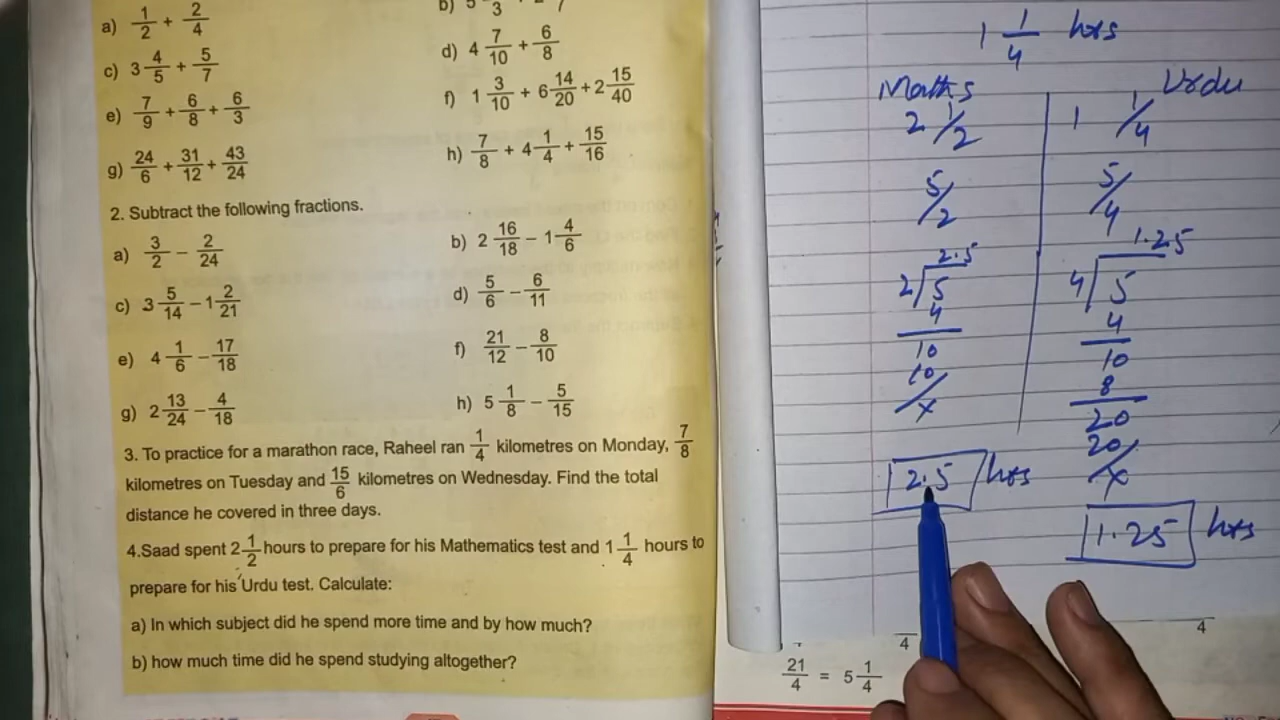 a) 1/2 + 2/4
b) 5 /3 + 2 /7
c) 3 4/5 + 5/7
d) 4 7/10 + 6/8
e) 7/9 + 6/8 + 6/3
f) 1 3/10 + 6 14/20 + 2 15/40
g) 24/6 + 31/12 + 43/24
h) 7/8 + 4 1/4 + 15/16
2. Subtract the following fractions.
a) 3/2 − 2/24
b) 2 16/18 − 1 4/6
c) 3 5/14 − 1 2/21
d) 5/6 − 6/11
e) 4 1/6 − 17/18
f) 21/12 − 8/10
g) 2 13/24 − 4/18
h) 5 1/8 − 5/15
3. To practice for a marathon race, Raheel ran 1/4 kilometres on Monday, 7/8
kilometres on Tuesday and 15/6 kilometres on Wednesday. Find the total
distance he covered in three days.
4.Saad spent 2 1/2 hours to prepare for his Mathematics test and 1 1/4 hours to
prepare for his Urdu test. Calculate:
a) In which subject did he spend more time and by how much?
b) how much time did he spend studying altogether?
1 1/4 hrs
Maths
2 1/2
5/2
2.5
2 5
4
10
10
x
2.5 hrs
Urdu
1 1/4
5/4
1.25
4 5
4
10
8
20
20
x
1.25 hrs
4
4
21/4 = 5 1/4